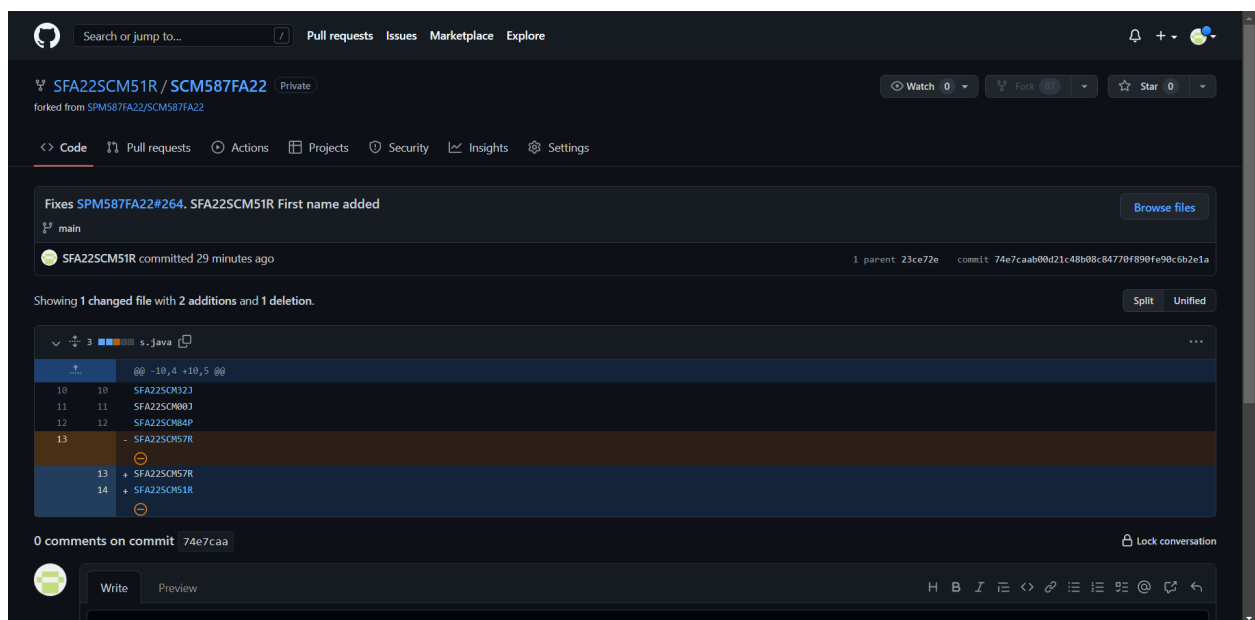 Search or jump to... / Pull requests Issues Marketplace Explore
SFA22SCM51R / SCM587FA22 Private
Watch 0 Fork 87 Star 0
forked from SPM587FA22/SCM587FA22
Code Pull requests Actions Projects Security Insights Settings
Fixes SPM587FA22#264. SFA22SCM51R First name added
Browse files
main
SFA22SCM51R committed 29 minutes ago 1 parent 23ce72e commit 74e7caab00d21c48b08c84770f890fe90c6b2e1a
Showing 1 changed file with 2 additions and 1 deletion. Split Unified
3 s.java
@@ -10,4 +10,5 @@
10 10 SFA22SCM32J
11 11 SFA22SCM00J
12 12 SFA22SCM84P
13 - SFA22SCM57R
13 + SFA22SCM57R
14 + SFA22SCM51R
0 comments on commit 74e7caa Lock conversation
Write Preview